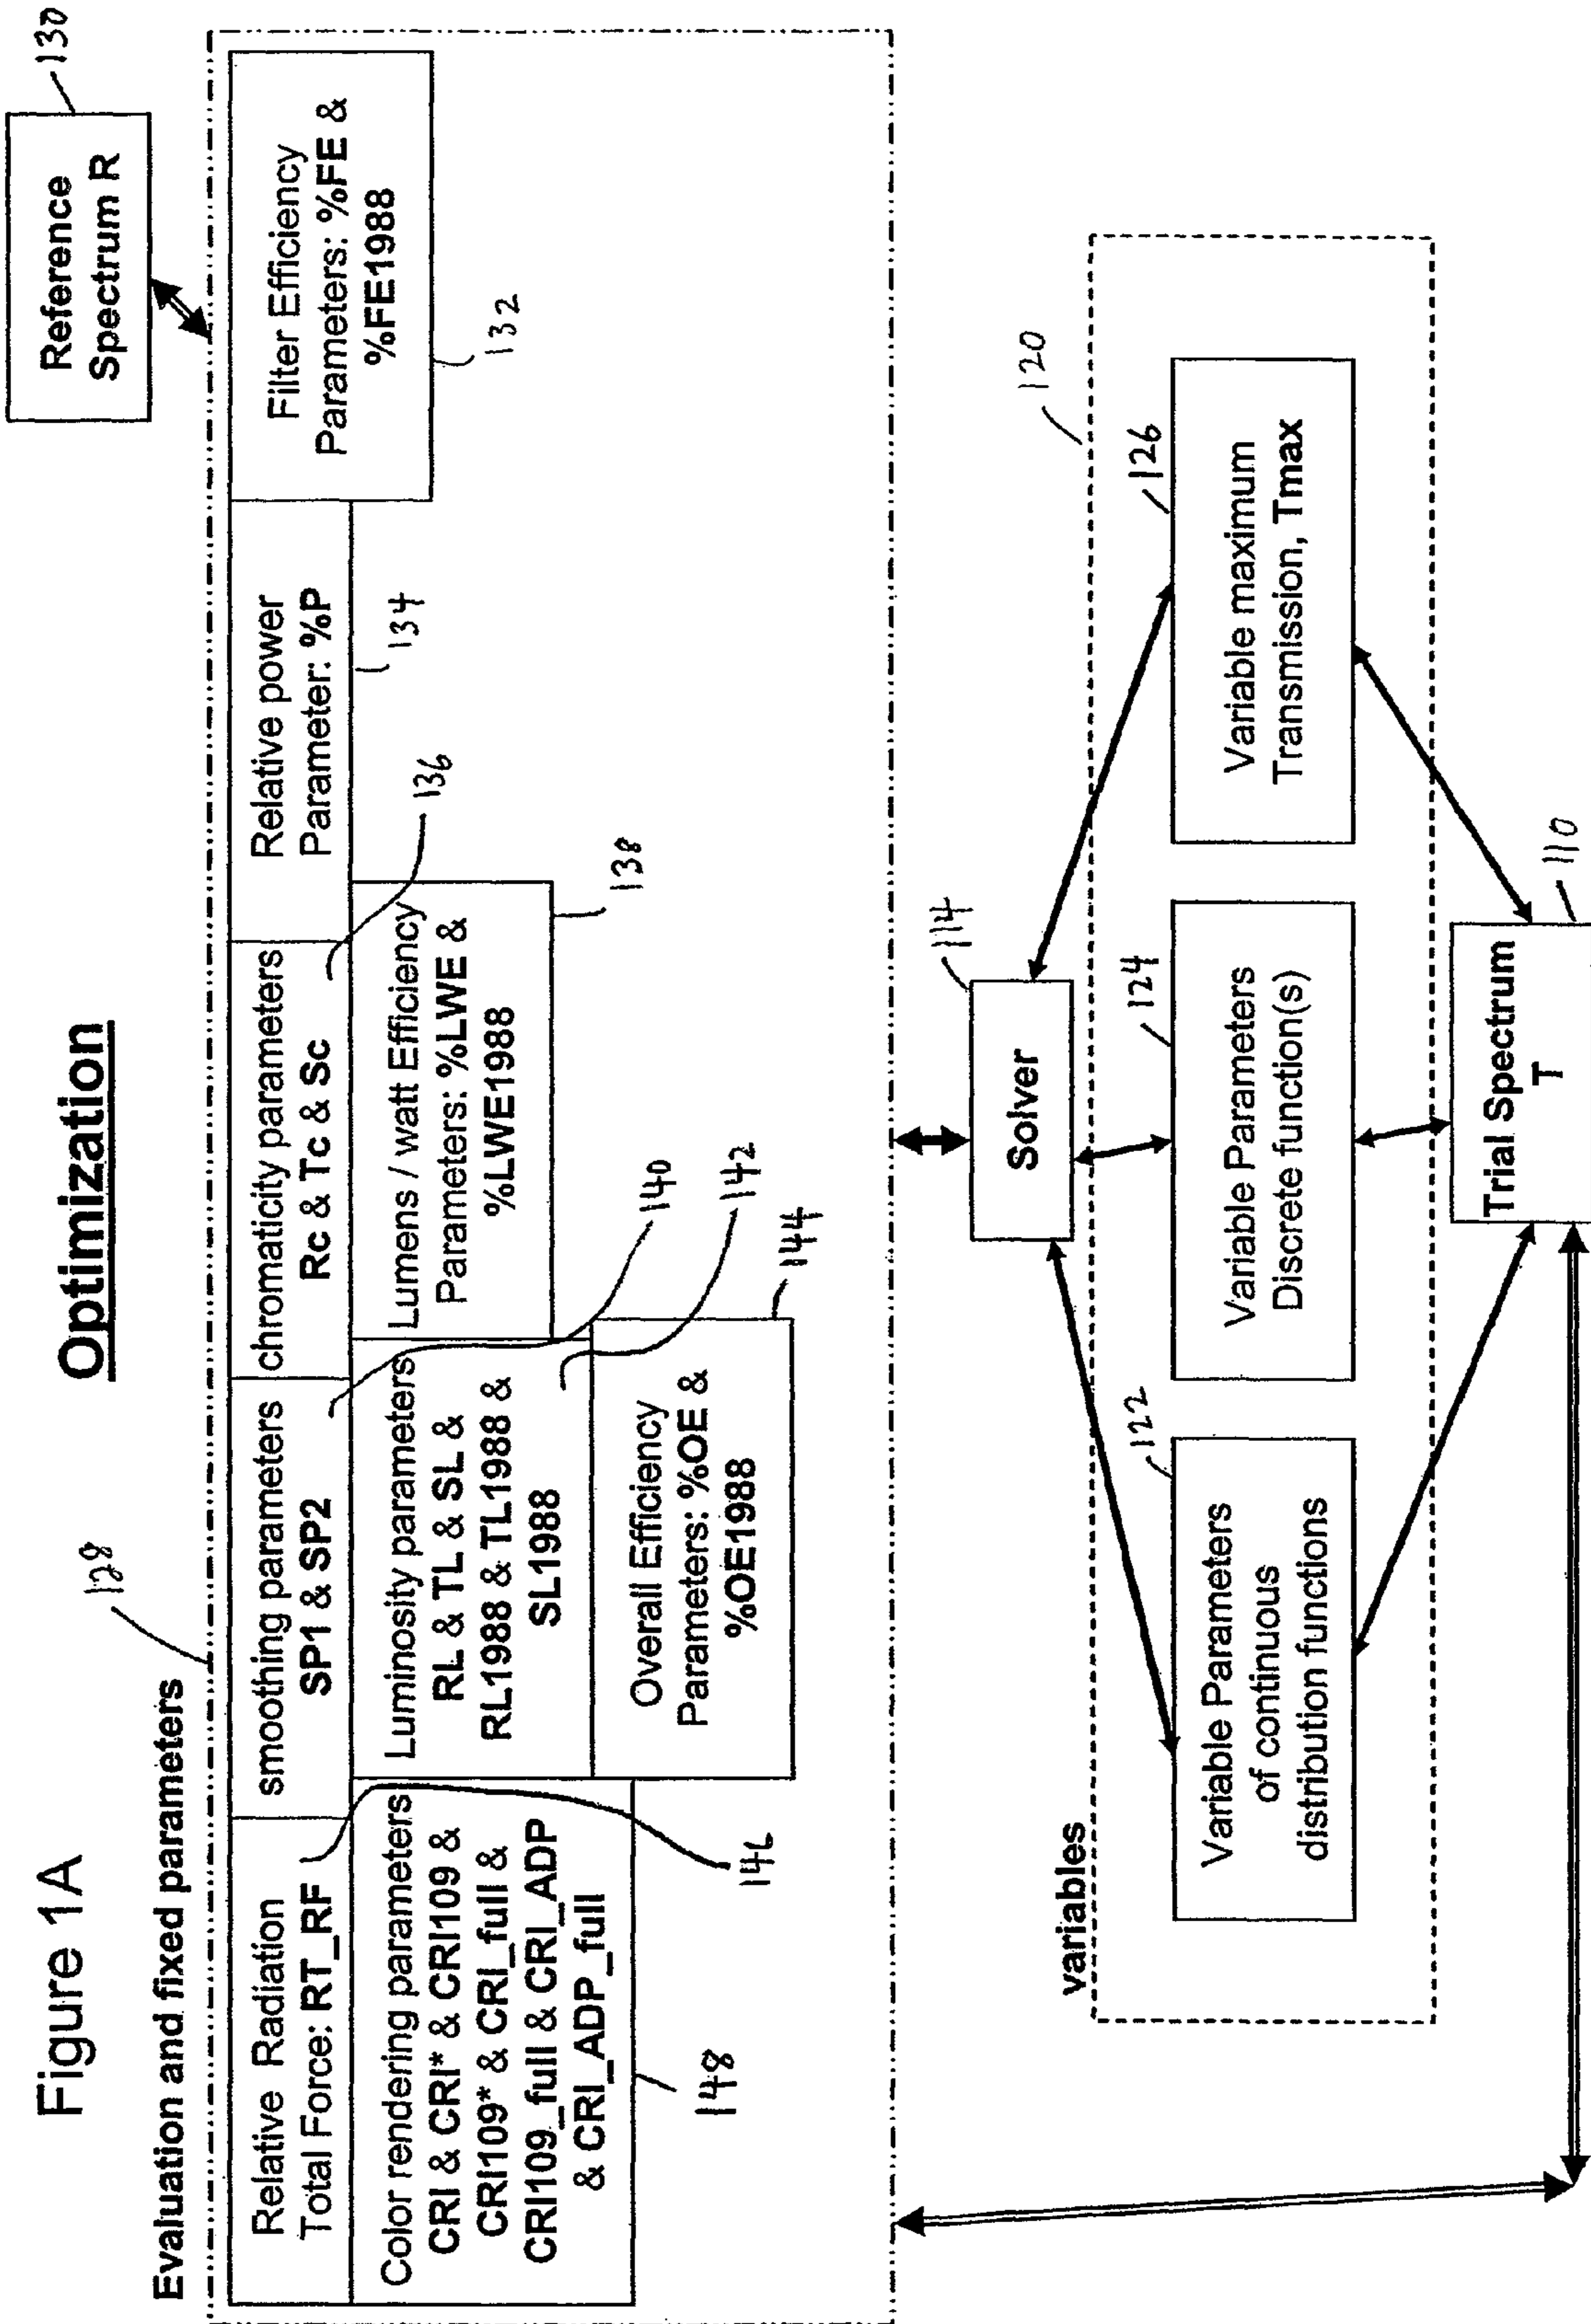 Figure 1A
Optimization
Evaluation and fixed parameters
128
Reference
Spectrum R
130
Relative Radiation
Total Force: RT_RF
146
smoothing parameters
SP1 & SP2
140
chromaticity parameters
Rc & Tc & Sc
136
Relative power
Parameter: %P
134
Filter Efficiency
Parameters: %FE &
%FE1988
132
Color rendering parameters
CRI & CRI* & CRI109 &
CRI109* & CRI_full &
CRI109_full & CRI_ADP
& CRI_ADP_full
148
Luminosity parameters
RL & TL & SL &
RL1988 & TL1988 &
SL1988
142
Lumens / watt Efficiency
Parameters: %LWE &
%LWE1988
138
Overall Efficiency
Parameters: %OE &
%OE1988
144
Solver
114
variables
120
Variable Parameters
of continuous
distribution functions
122
Variable Parameters
Discrete function(s)
124
Variable maximum
Transmission, Tmax
126
Trial Spectrum
T
110